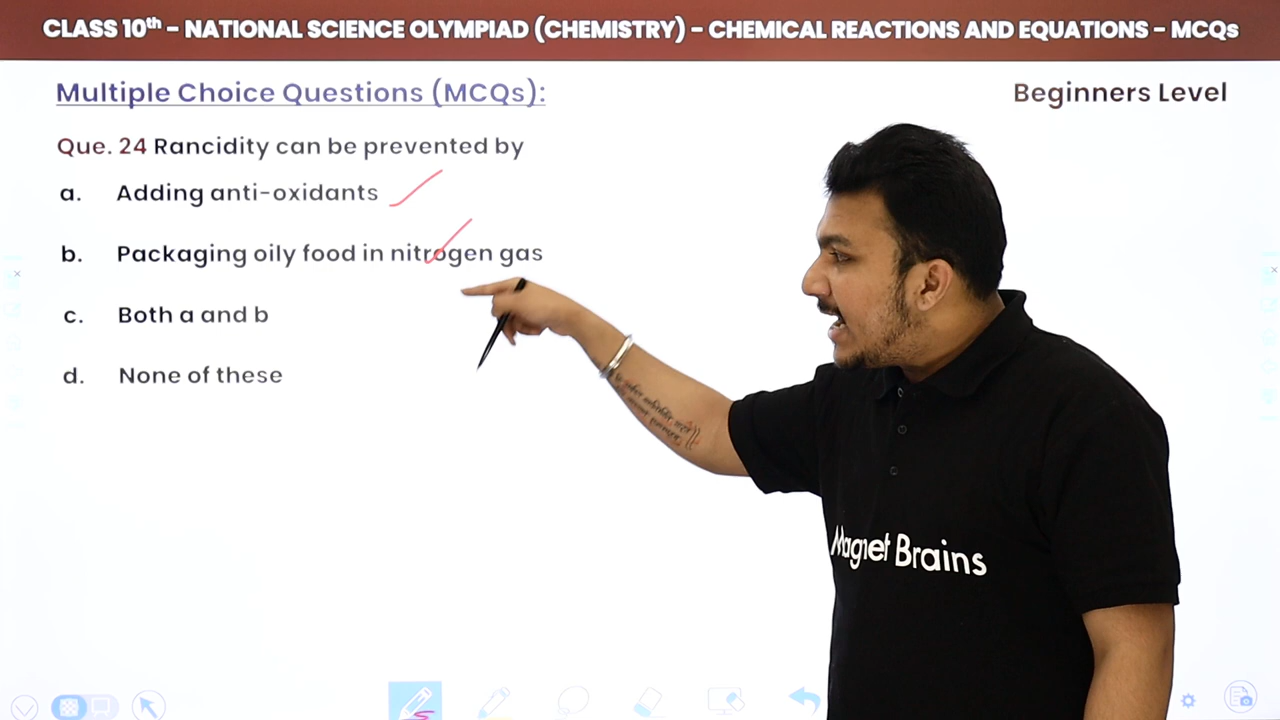 CLASS 10th - NATIONAL SCIENCE OLYMPIAD (CHEMISTRY) - CHEMICAL REACTIONS AND EQUATIONS - MCQs
Multiple Choice Questions (MCQs):
Beginners Level
Que. 24 Rancidity can be prevented by
a. Adding anti-oxidants
b. Packaging oily food in nitrogen gas
c. Both a and b
d. None of these
Magnet Brains